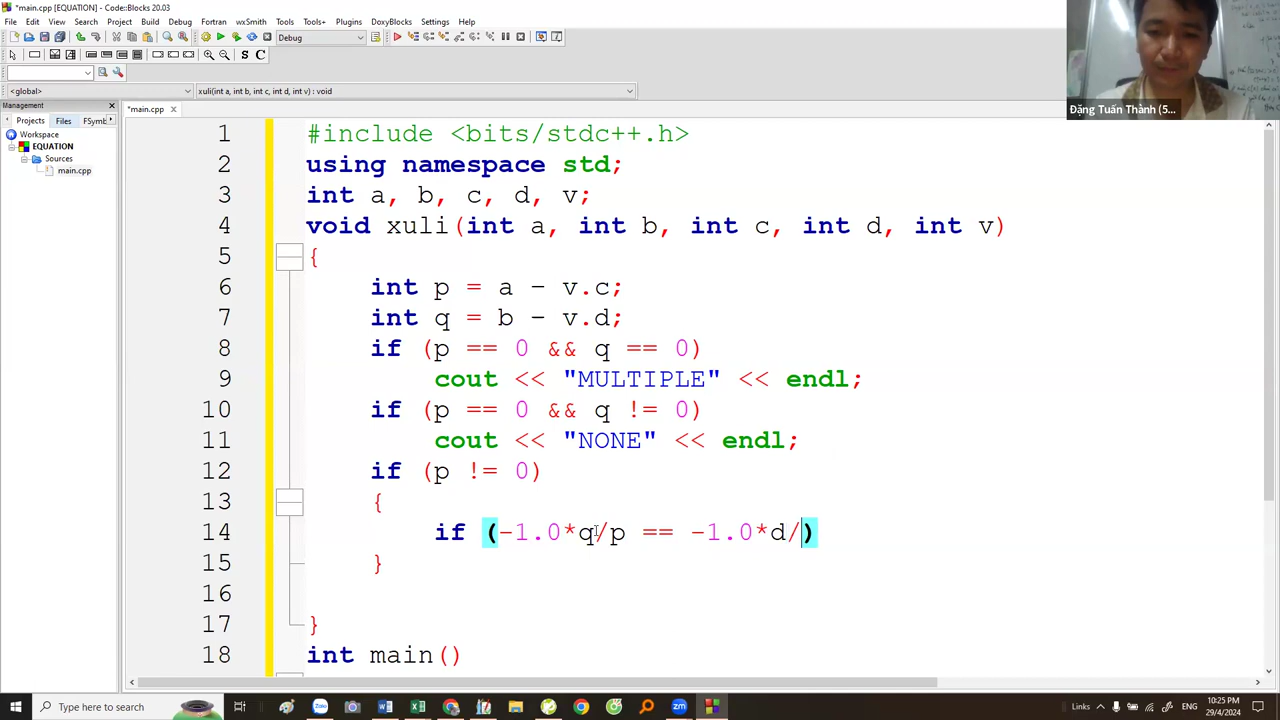 *main.cpp [EQUATION] - Code::Blocks 20.03
File Edit View Search Project Build Debug Fortran wxSmith Tools Tools+ Plugins DoxyBlocks Settings Help
Debug
S C
<global>
xuli(int a, int b, int c, int d, int v) : void
Management
*main.cpp
Projects Files FSymb
Workspace
EQUATION
Sources
main.cpp
1 #include <bits/stdc++.h>
2 using namespace std;
3 int a, b, c, d, v;
4 void xuli(int a, int b, int c, int d, int v)
5 {
6 int p = a - v.c;
7 int q = b - v.d;
8 if (p == 0 && q == 0)
9 cout << "MULTIPLE" << endl;
10 if (p == 0 && q != 0)
11 cout << "NONE" << endl;
12 if (p != 0)
13 {
14 if (-1.0*q/p == -1.0*d/)
15 }
16
17 }
18 int main()
Đặng Tuấn Thành (5...
Type here to search
Zalo
zm
Links
10:25 PM
29/4/2024